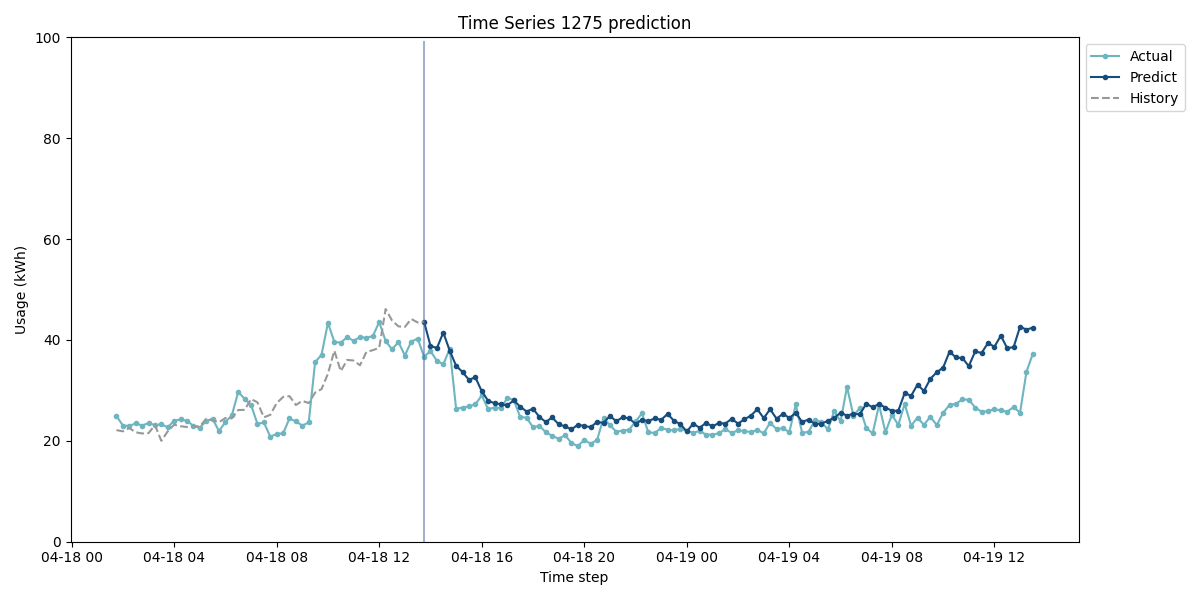 Time Series 1275 prediction
100
80
60
40
20
0
Usage (kWh)
04-18 00
04-18 04
04-18 08
04-18 12
04-18 16
04-18 20
04-19 00
04-19 04
04-19 08
04-19 12
Time step
Actual
Predict
History